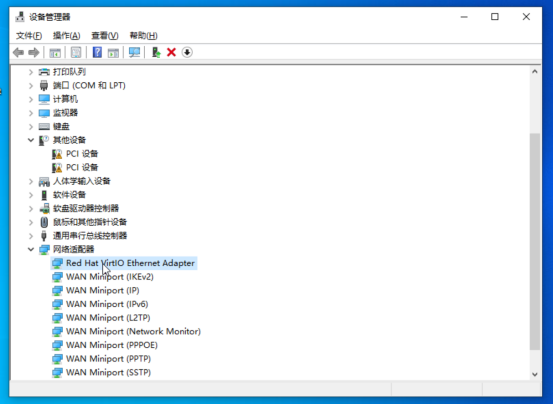 设备管理器
文件(F) 操作(A) 查看(V) 帮助(H)
打印队列
端口 (COM 和 LPT)
计算机
监视器
键盘
其他设备
PCI 设备
PCI 设备
人体学输入设备
软件设备
软盘驱动器控制器
鼠标和其他指针设备
通用串行总线控制器
网络适配器
Red Hat VirtIO Ethernet Adapter
WAN Miniport (IKEv2)
WAN Miniport (IP)
WAN Miniport (IPv6)
WAN Miniport (L2TP)
WAN Miniport (Network Monitor)
WAN Miniport (PPPOE)
WAN Miniport (PPTP)
WAN Miniport (SSTP)